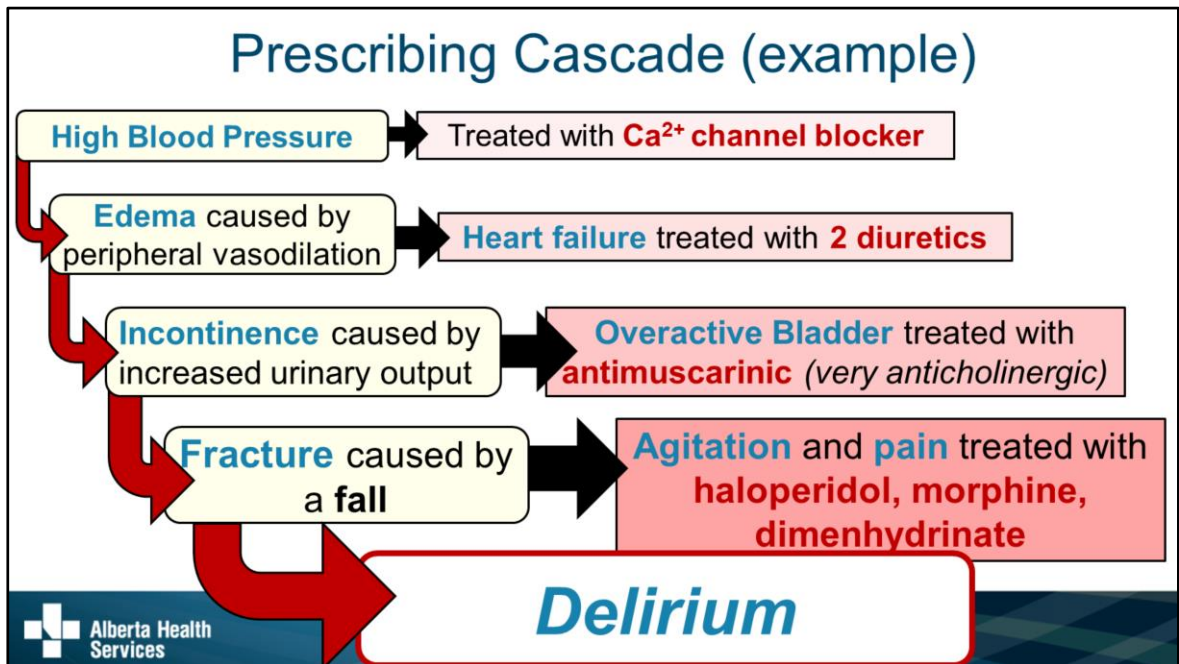 Prescribing Cascade (example)
High Blood Pressure
Treated with Ca²⁺ channel blocker
Edema caused by
peripheral vasodilation
Heart failure treated with 2 diuretics
Incontinence caused by
increased urinary output
Overactive Bladder treated with
antimuscarinic (very anticholinergic)
Fracture caused by
a fall
Agitation and pain treated with
haloperidol, morphine,
dimenhydrinate
Delirium
Alberta Health
Services